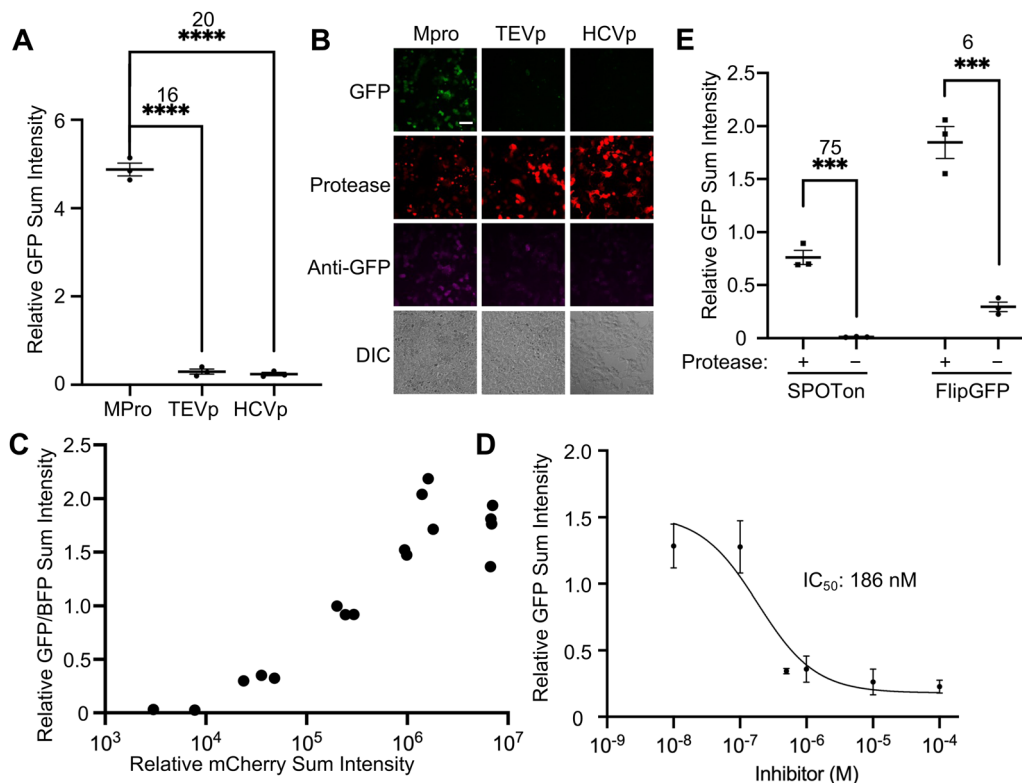 A
20
****
16
****
Relative GFP Sum Intensity
6
4
2
0
MPro TEVp HCVp
B
Mpro TEVp HCVp
GFP
Protease
Anti-GFP
DIC
E
6
***
75
***
Relative GFP Sum Intensity
2.5
2.0
1.5
1.0
0.5
0
Protease: + − + −
SPOTon FlipGFP
C
Relative GFP/BFP Sum Intensity
2.5
2.0
1.5
1.0
0.5
0
10³ 10⁴ 10⁵ 10⁶ 10⁷
Relative mCherry Sum Intensity
D
Relative GFP Sum Intensity
2.0
1.5
1.0
0.5
0
IC₅₀: 186 nM
10⁻⁹ 10⁻⁸ 10⁻⁷ 10⁻⁶ 10⁻⁵ 10⁻⁴
Inhibitor (M)